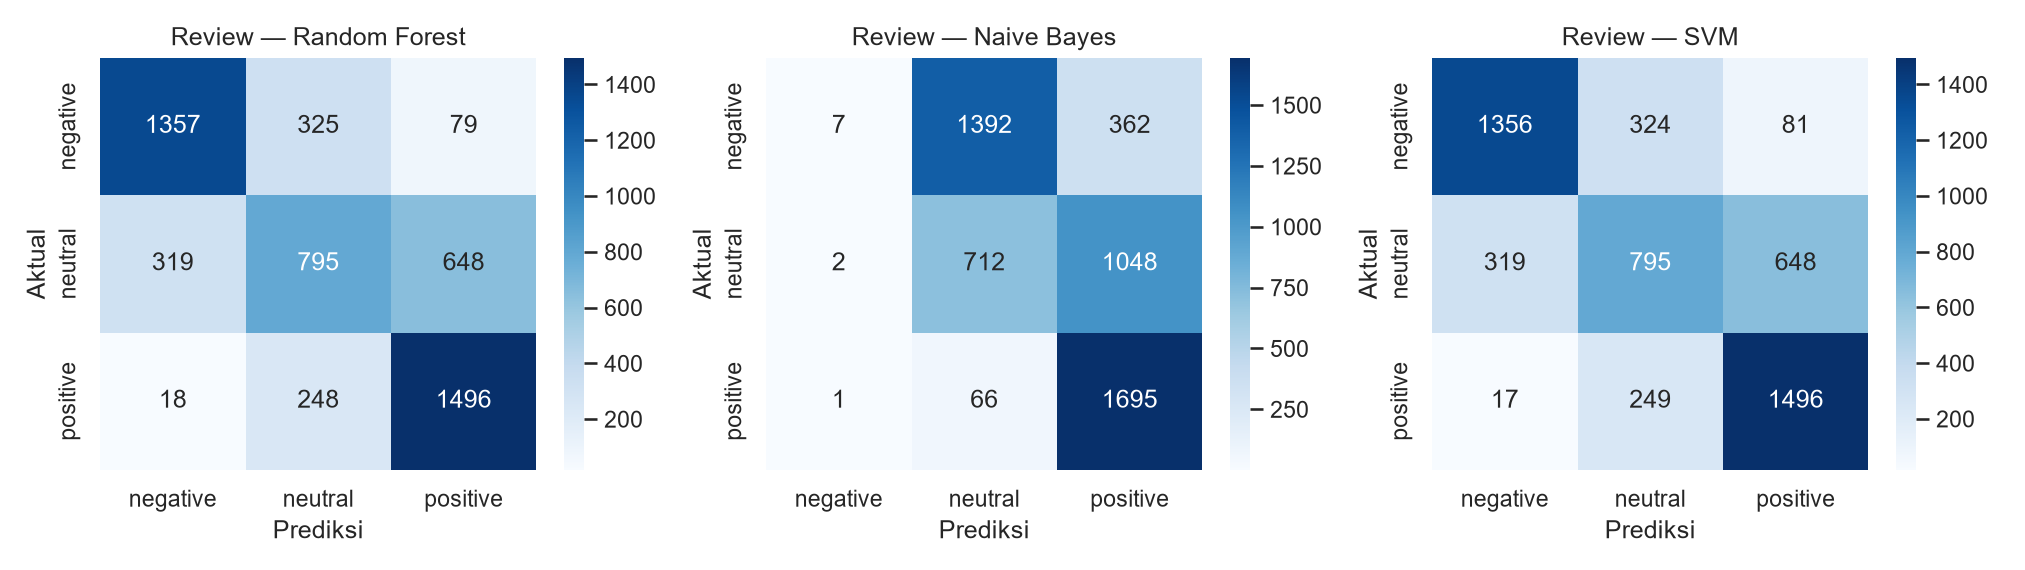 Review — Random Forest
negative
1357 325 79
Aktual
neutral
319 795 648
positive
18 248 1496
negative neutral positive
Prediksi
1400
1200
1000
800
600
400
200
Review — Naive Bayes
negative
7 1392 362
Aktual
neutral
2 712 1048
positive
1 66 1695
negative neutral positive
Prediksi
1500
1250
1000
750
500
250
Review — SVM
negative
1356 324 81
Aktual
neutral
319 795 648
positive
17 249 1496
negative neutral positive
Prediksi
1400
1200
1000
800
600
400
200